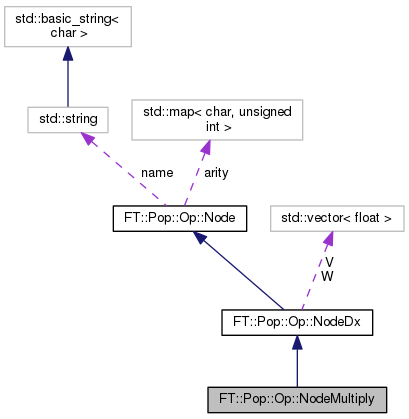 std::basic_string<
char >
std::string
std::map< char, unsigned
int >
name
arity
FT::Pop::Op::Node
std::vector< float >
V
W
FT::Pop::Op::NodeDx
FT::Pop::Op::NodeMultiply